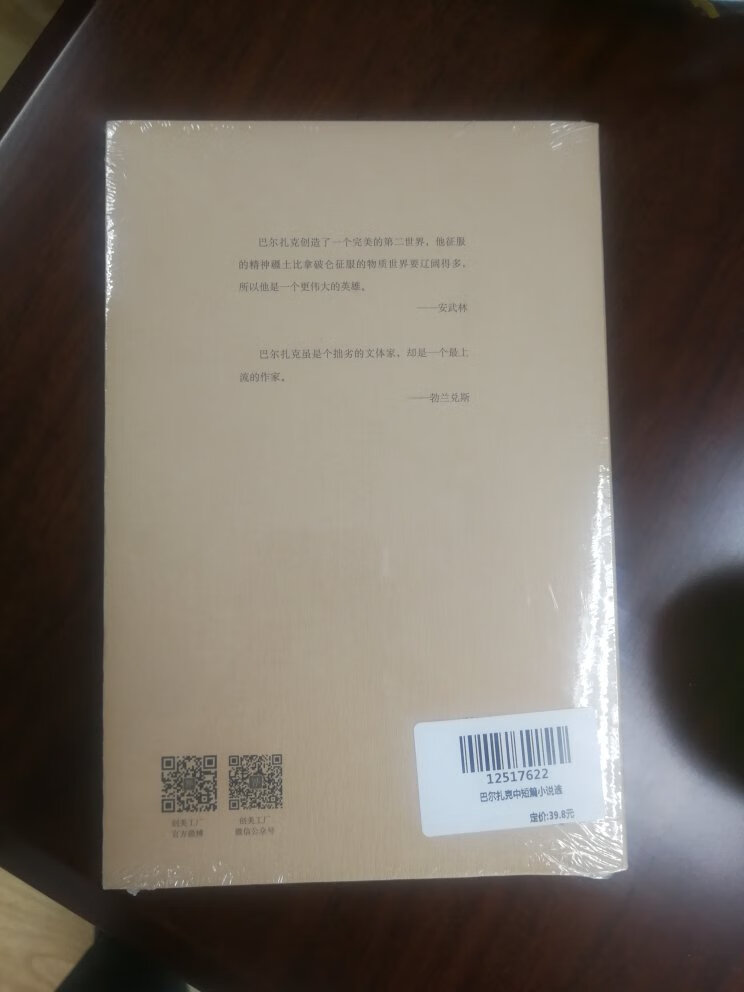 巴尔扎克创造了一个完美的第二世界，他征服
的精神疆土比拿破仑征服的物质世界要辽阔得多，
所以他是一个更伟大的英雄。
——安武林
巴尔扎克虽是个拙劣的文体家，却是一个最上
流的作家。
——勃兰兑斯
创美工厂
官方微博
创美工厂
微信公众号
12517622
巴尔扎克中短篇小说选
定价:39.8元